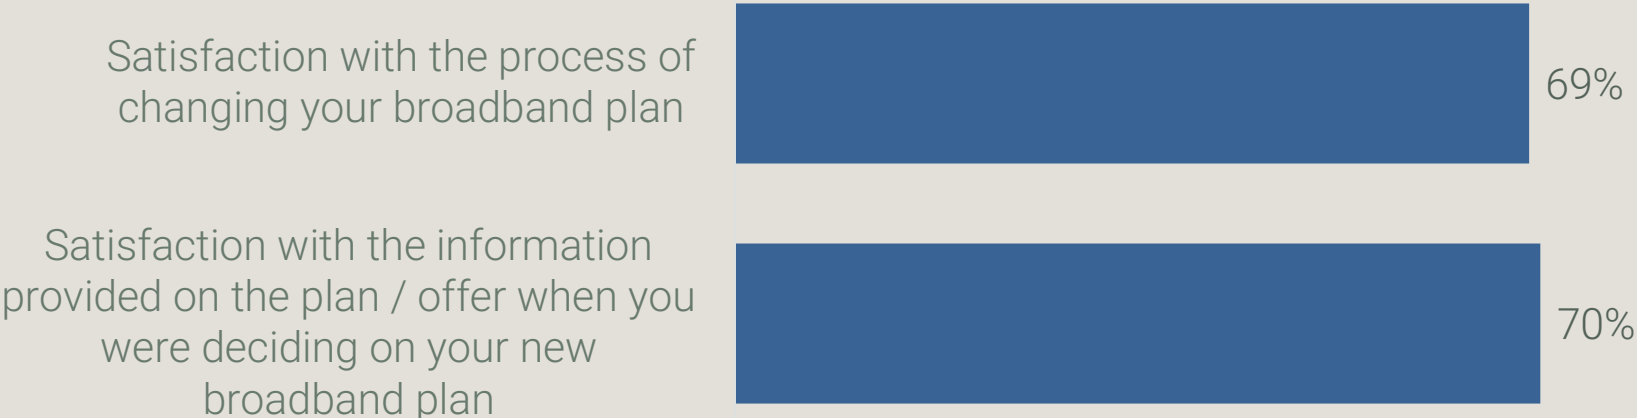 Satisfaction with the process of
changing your broadband plan
69%
Satisfaction with the information
provided on the plan / offer when you
were deciding on your new
broadband plan
70%